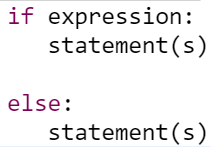 if expression:
   statement(s)

else:
   statement(s)